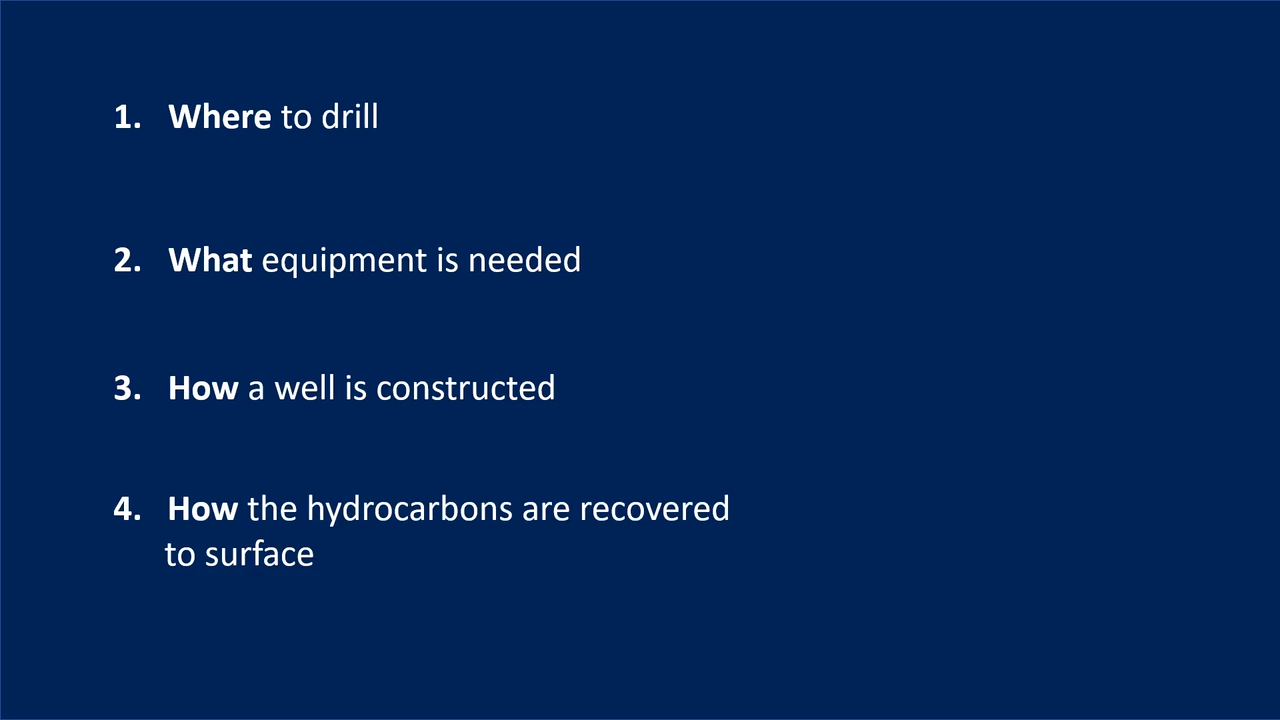 1. Where to drill
2. What equipment is needed
3. How a well is constructed
4. How the hydrocarbons are recovered
to surface